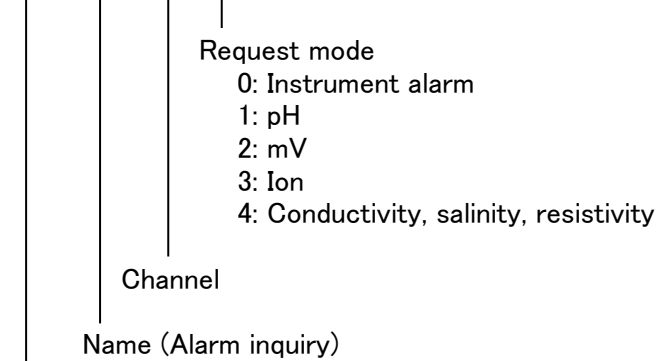 Request mode
0: Instrument alarm
1: pH
2: mV
3: Ion
4: Conductivity, salinity, resistivity
Channel
Name (Alarm inquiry)